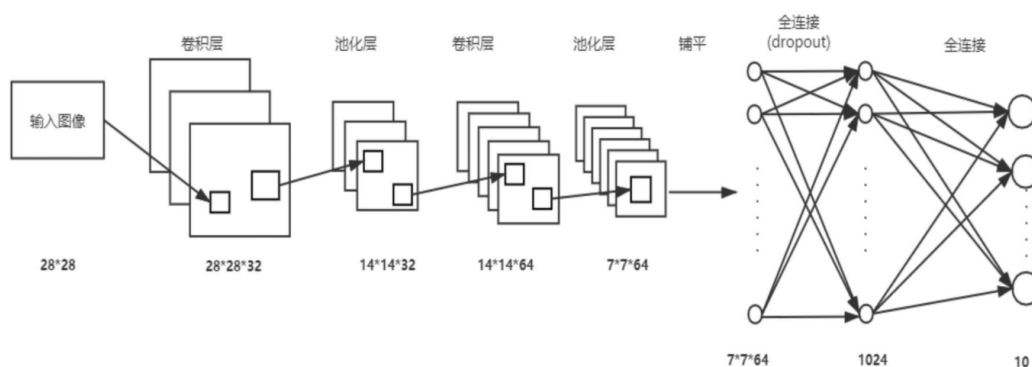 卷积层
池化层
卷积层
池化层
铺平
全连接
(dropout)
全连接
输入图像
28*28
28*28*32
14*14*32
14*14*64
7*7*64
7*7*64
1024
10